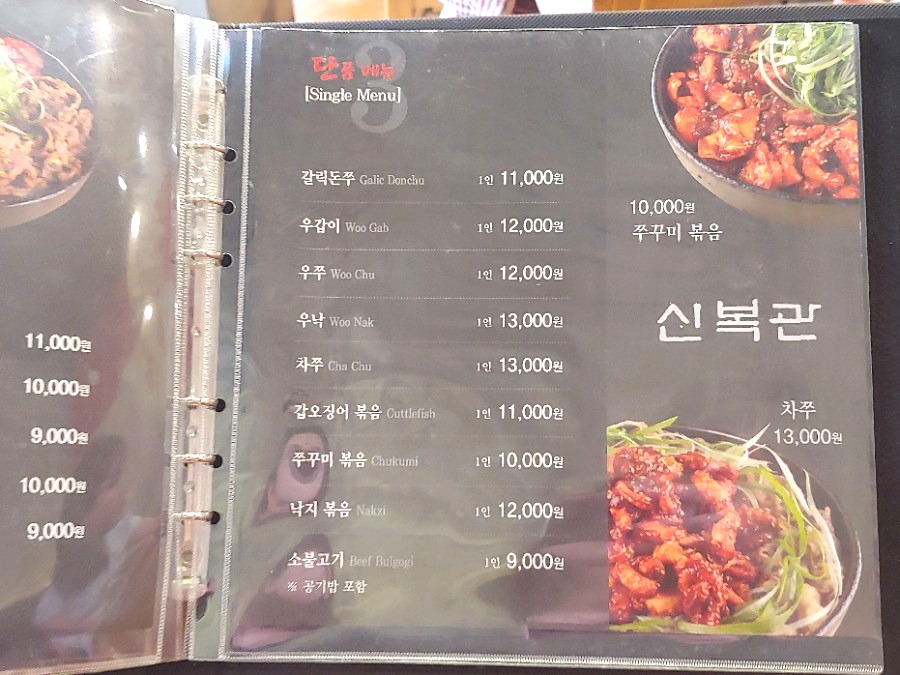 11,000원
10,000원
9,000원
10,000원
9,000원
단품 메뉴
[Single Menu]
갈릭돈쭈 Galic Donchu 1인 11,000원
우갑이 Woo Gab 1인 12,000원
우쭈 Woo Chu 1인 12,000원
우낙 Woo Nak 1인 13,000원
차쭈 Cha Chu 1인 13,000원
갑오징어 볶음 Cuttlefish 1인 11,000원
쭈꾸미 볶음 Chukumi 1인 10,000원
낙지 볶음 Nakzi 1인 12,000원
소불고기 Beef Bulgogi 1인 9,000원
※ 공기밥 포함
10,000원
쭈꾸미 볶음
신복관
차쭈
13,000원